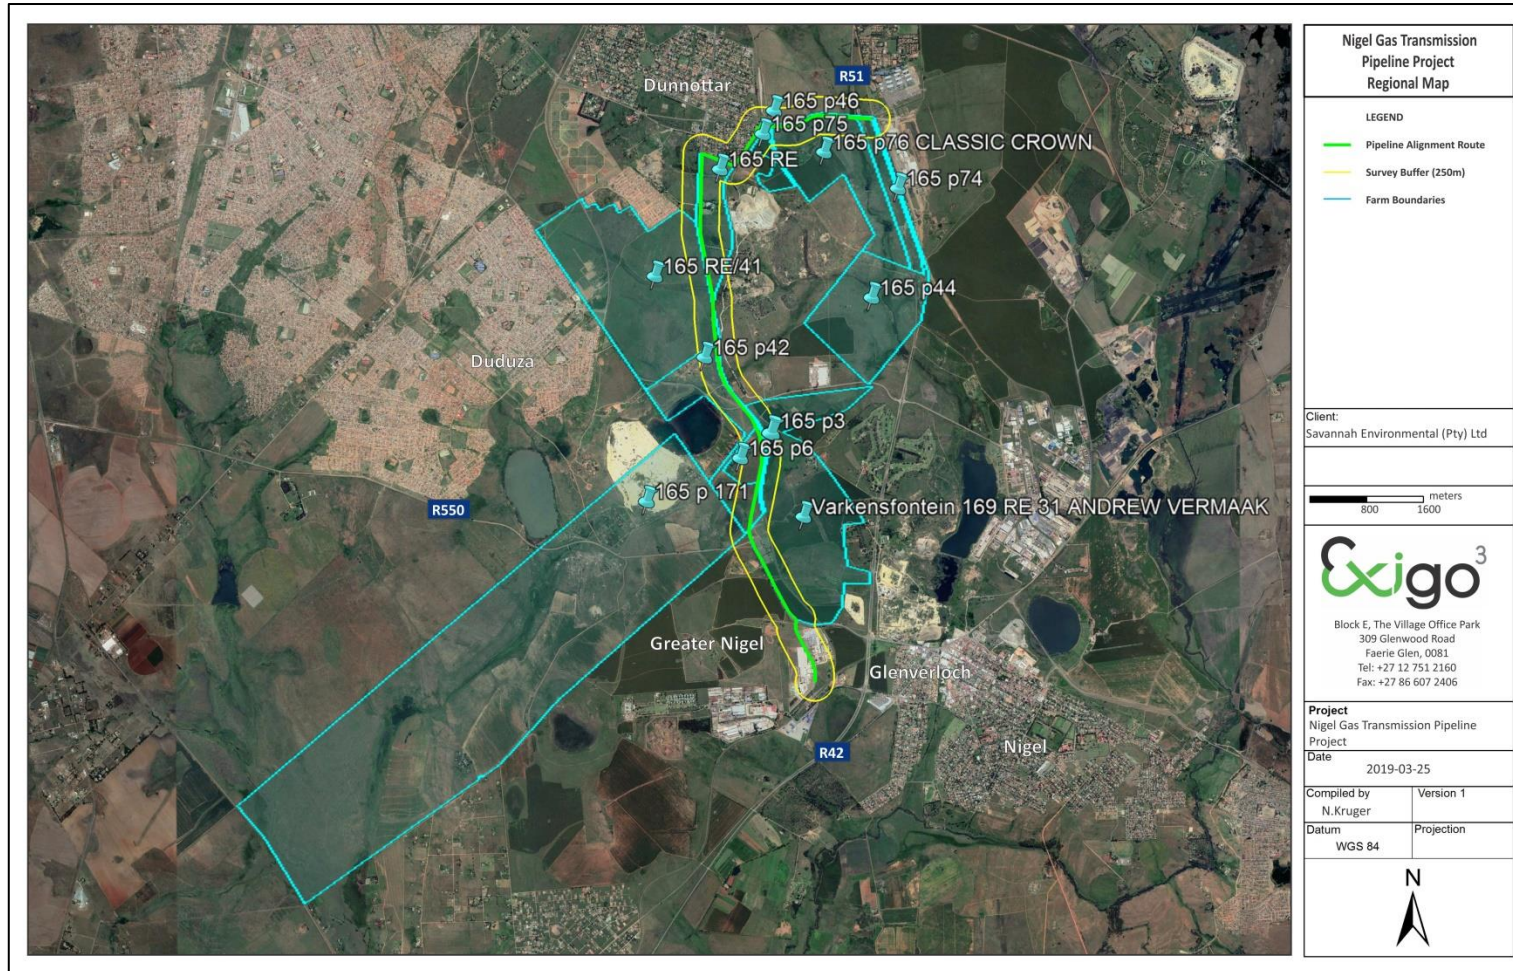 Dunnottar
R51
165 p46
165 p75
165 p76 CLASSIC CROWN
165 RE
165 p74
165 RE/41
165 p44
165 p42
Duduza
165 p3
165 p6
165 p 171
R550
Varkensfontein 169 RE 31 ANDREW VERMAAK
Greater Nigel
Glenverloch
Nigel
R42
Nigel Gas Transmission
Pipeline Project
Regional Map
LEGEND
Pipeline Alignment Route
Survey Buffer (250m)
Farm Boundaries
Client:
Savannah Environmental (Pty) Ltd
meters
800 1600
Exigo3
Block E, The Village Office Park
309 Glenwood Road
Faerie Glen, 0081
Tel: +27 12 751 2160
Fax: +27 86 607 2406
Project
Nigel Gas Transmission Pipeline
Project
Date
2019-03-25
Compiled by
N.Kruger
Version 1
Datum
WGS 84
Projection
N